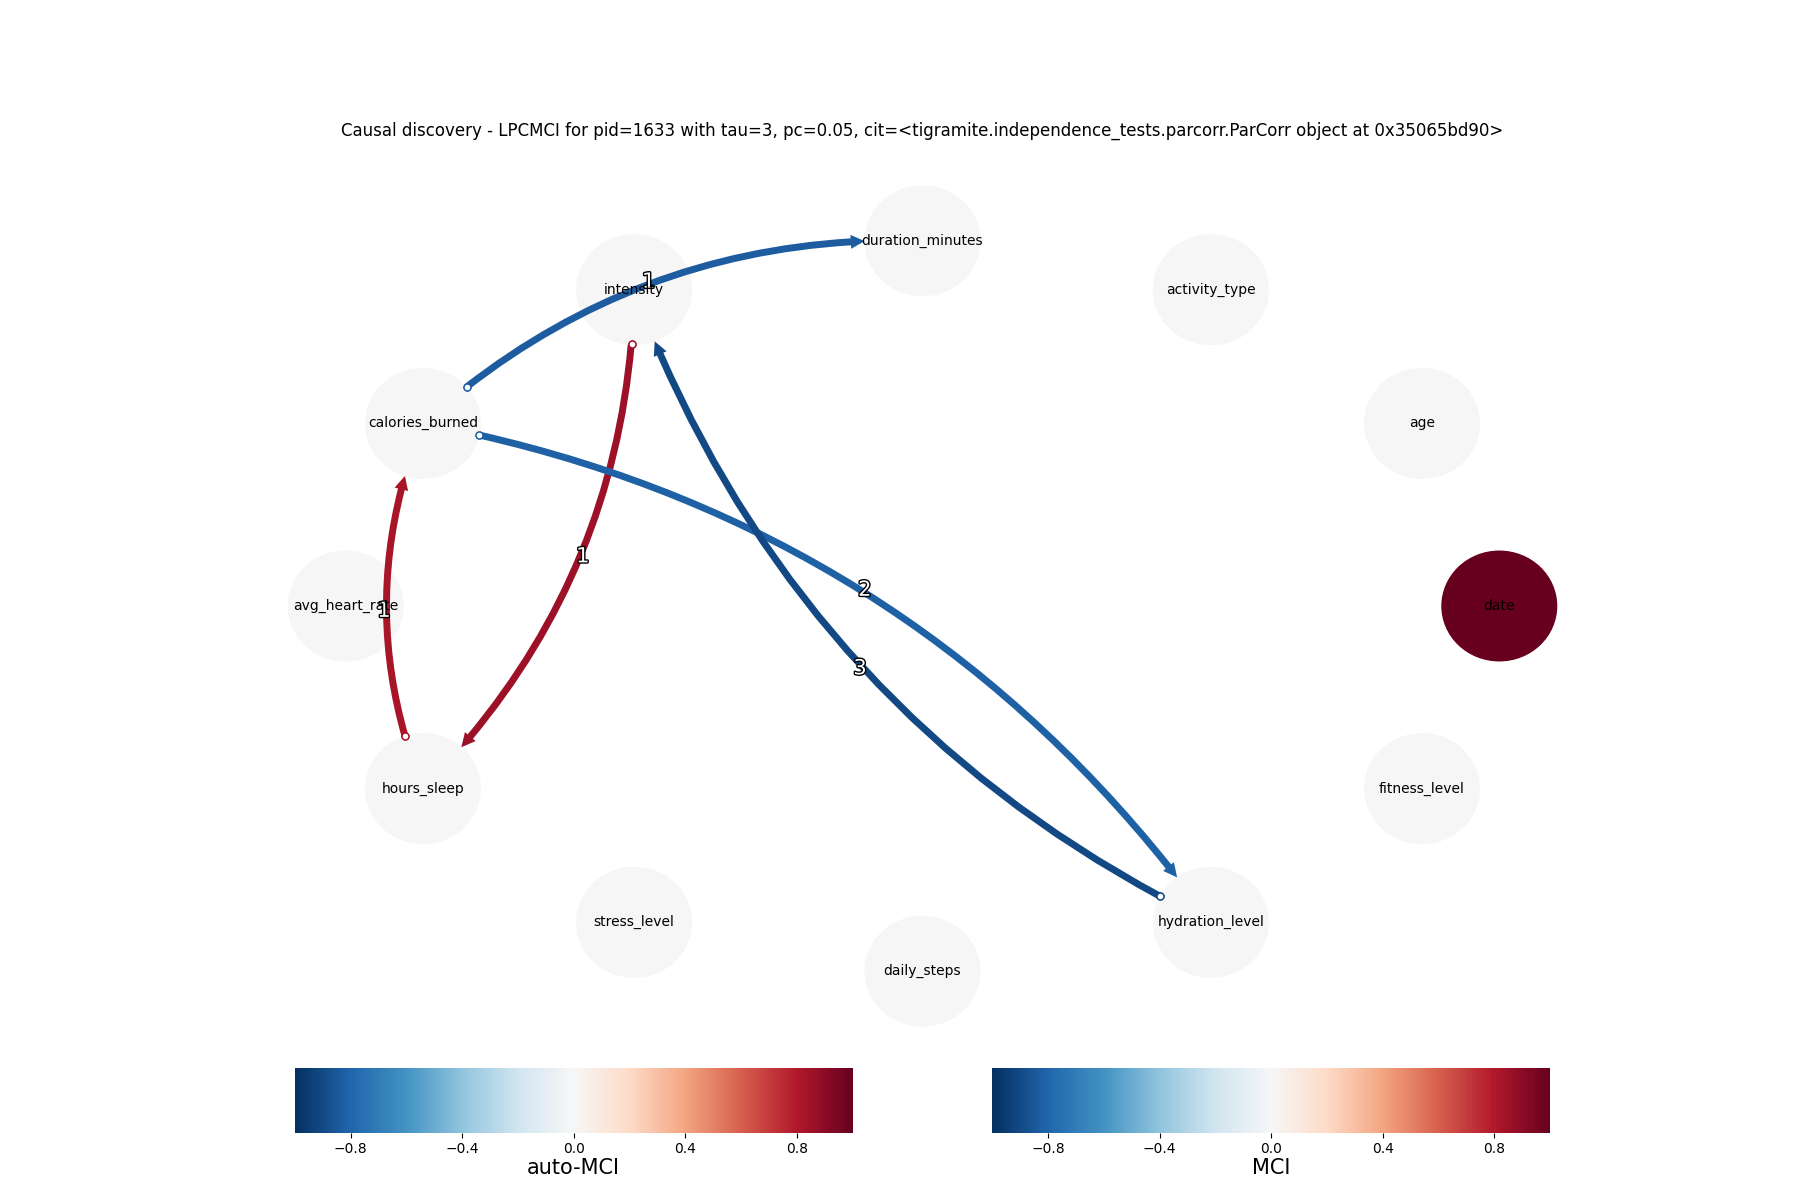 Causal discovery - LPCMCI for pid=1633 with tau=3, pc=0.05, cit=<tigramite.independence_tests.parcorr.ParCorr object at 0x35065bd90>
duration_minutes
intensity
1
activity_type
calories_burned
age
1
2
avg_heart_rate
1
date
3
hours_sleep
fitness_level
stress_level
hydration_level
daily_steps
−0.8 −0.4 0.0 0.4 0.8
auto-MCI
−0.8 −0.4 0.0 0.4 0.8
MCI